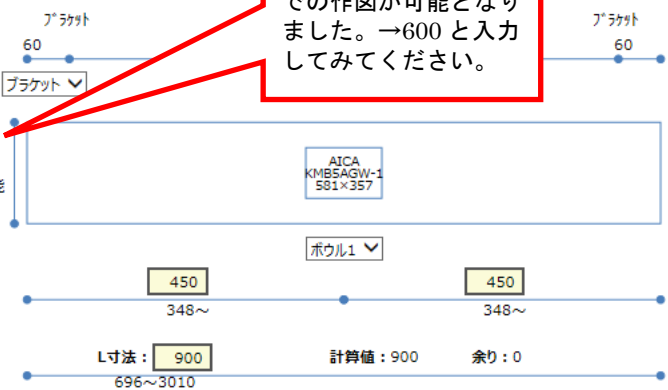 での作図が可能となり
ました。→600 と入力
してみてください。
ﾌﾞﾗｹｯﾄ
ﾌﾞﾗｹｯﾄ
60
60
ブラケット
AICA
KMB5AGW-1
581×357
ボウル1
450
450
348～
348～
L寸法：900
計算値：900
余り：0
696～3010